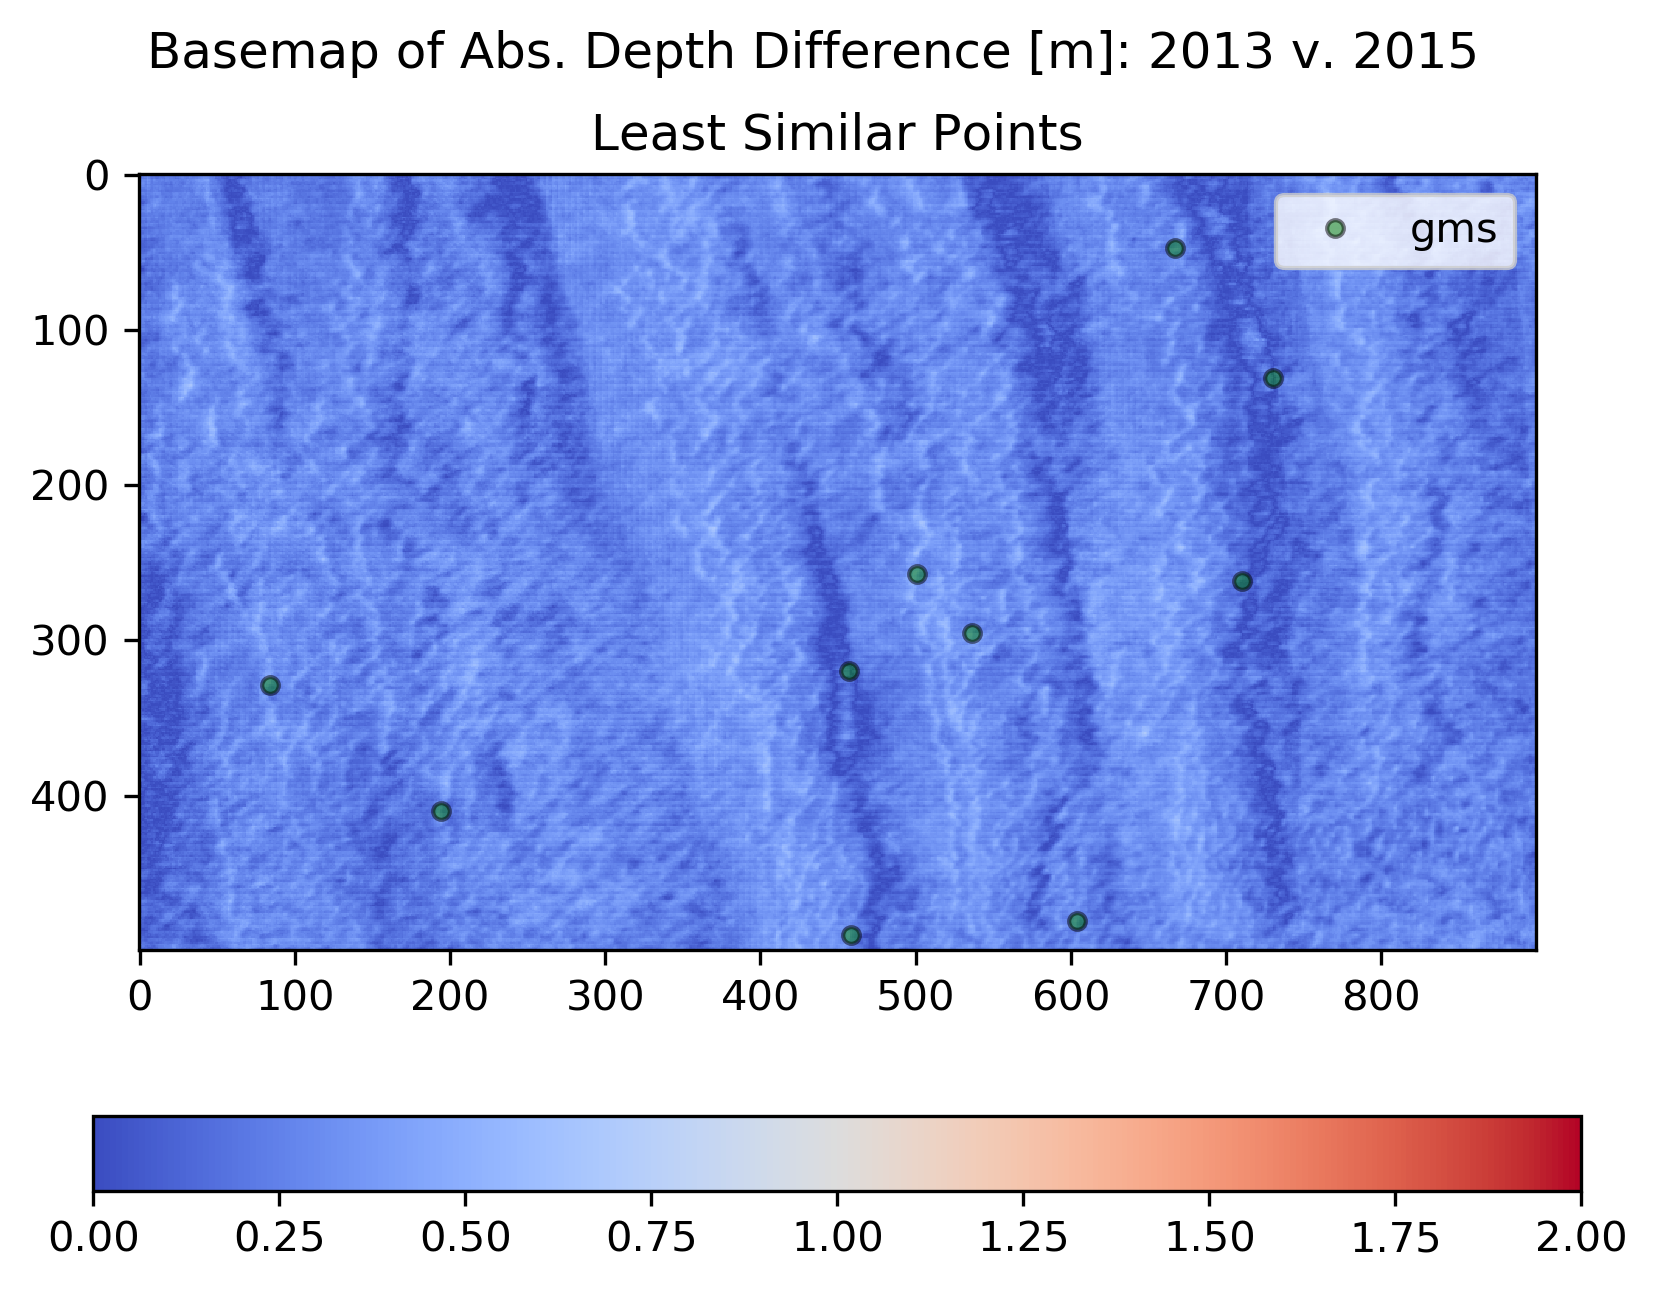 Basemap of Abs. Depth Difference [m]: 2013 v. 2015
Least Similar Points
gms
0
100
200
300
400
0 100 200 300 400 500 600 700 800
0.00 0.25 0.50 0.75 1.00 1.25 1.50 1.75 2.00